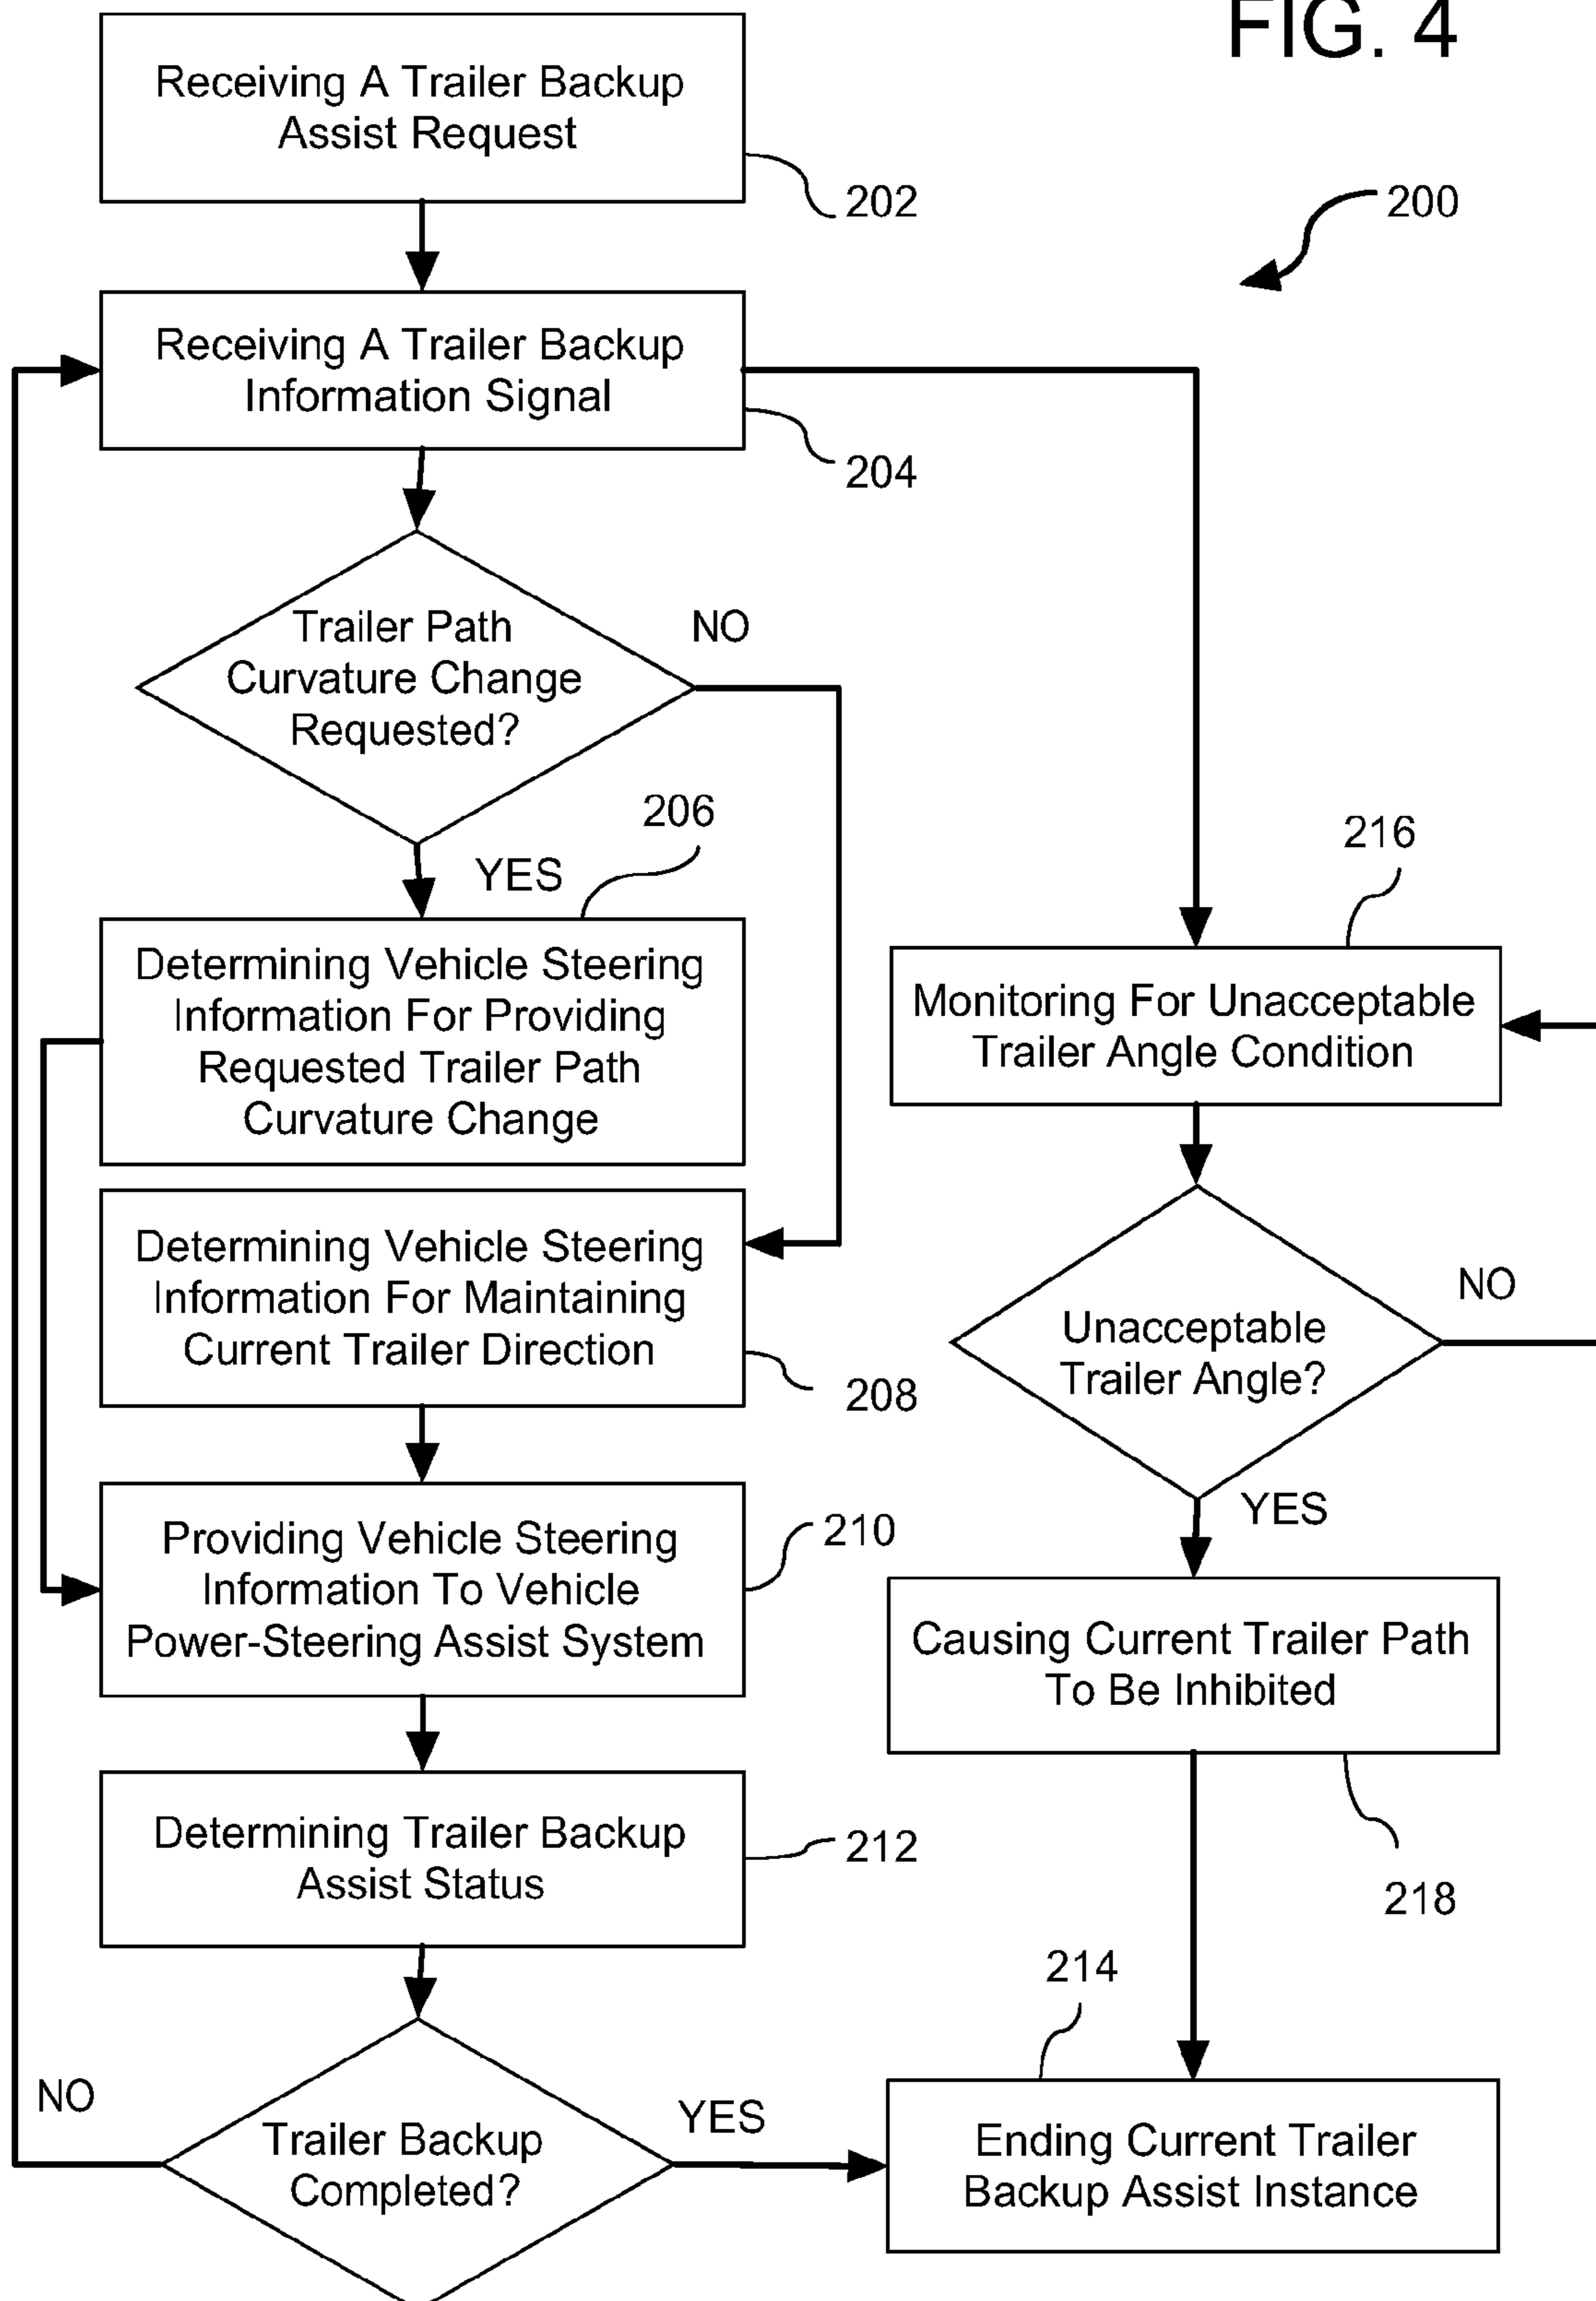 FIG. 4
Receiving A Trailer Backup
Assist Request
202
200
Receiving A Trailer Backup
Information Signal
204
Trailer Path
Curvature Change
Requested?
NO
YES
206
Determining Vehicle Steering
Information For Providing
Requested Trailer Path
Curvature Change
Determining Vehicle Steering
Information For Maintaining
Current Trailer Direction
208
Providing Vehicle Steering
Information To Vehicle
Power-Steering Assist System
210
Determining Trailer Backup
Assist Status
212
Trailer Backup
Completed?
NO
YES
216
Monitoring For Unacceptable
Trailer Angle Condition
Unacceptable
Trailer Angle?
NO
YES
Causing Current Trailer Path
To Be Inhibited
218
214
Ending Current Trailer
Backup Assist Instance